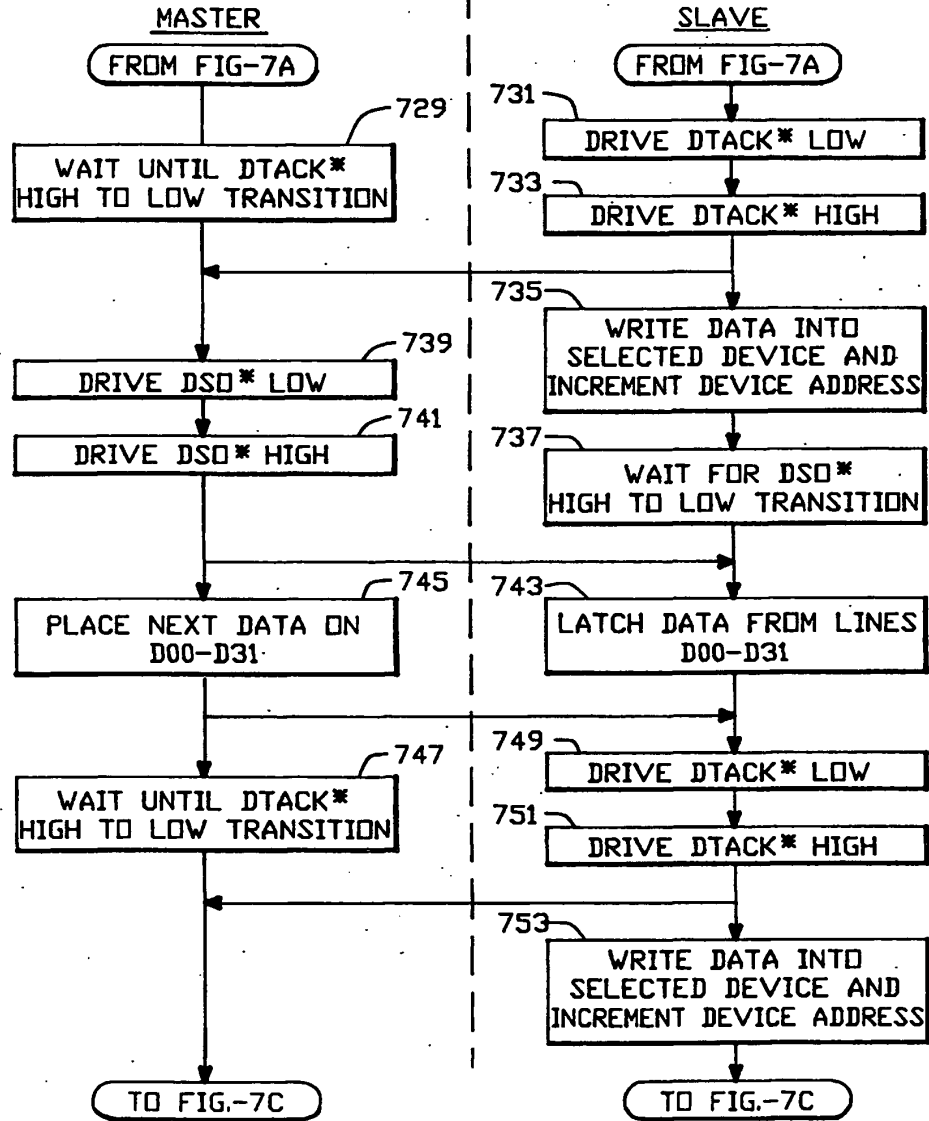 MASTER
SLAVE
FROM FIG-7A
FROM FIG-7A
729
WAIT UNTIL DTACK*
HIGH TO LOW TRANSITION
731
DRIVE DTACK* LOW
733
DRIVE DTACK* HIGH
735
WRITE DATA INTO
SELECTED DEVICE AND
INCREMENT DEVICE ADDRESS
739
DRIVE DSO* LOW
741
DRIVE DSO* HIGH
737
WAIT FOR DSO*
HIGH TO LOW TRANSITION
745
PLACE NEXT DATA ON
D00-D31
743
LATCH DATA FROM LINES
D00-D31
747
WAIT UNTIL DTACK*
HIGH TO LOW TRANSITION
749
DRIVE DTACK* LOW
751
DRIVE DTACK* HIGH
753
WRITE DATA INTO
SELECTED DEVICE AND
INCREMENT DEVICE ADDRESS
TO FIG.-7C
TO FIG.-7C